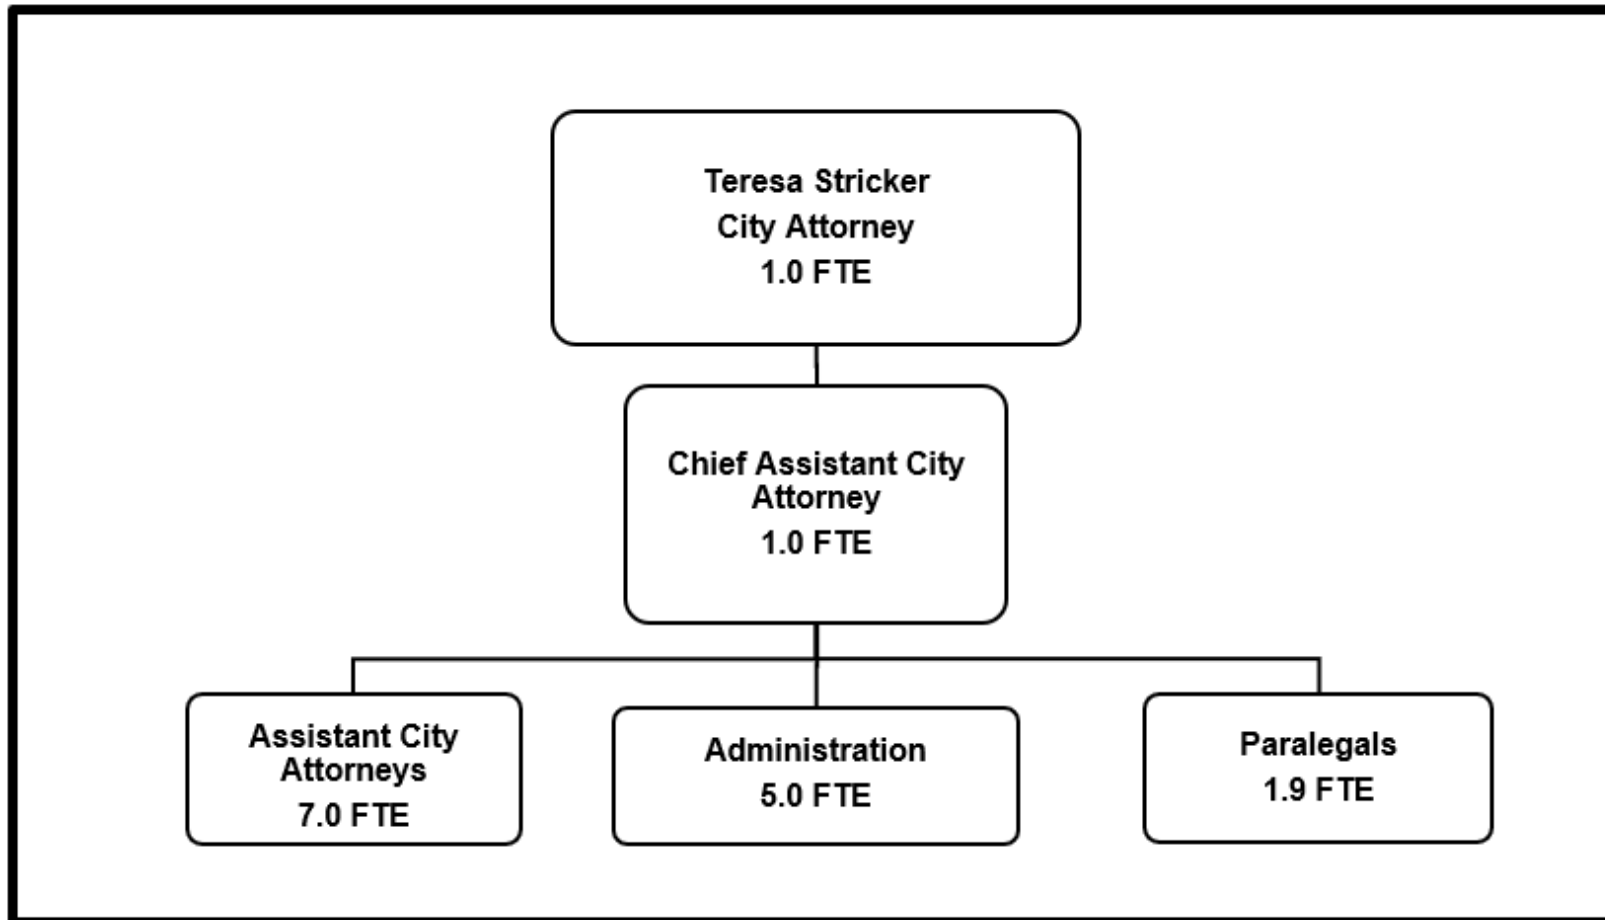 Teresa Stricker
City Attorney
1.0 FTE
Chief Assistant City
Attorney
1.0 FTE
Assistant City
Attorneys
7.0 FTE
Administration
5.0 FTE
Paralegals
1.9 FTE